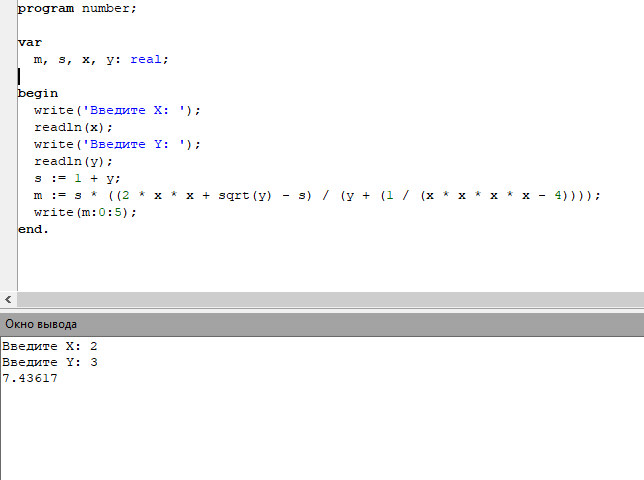 program number;
var
m, s, x, y: real;
begin
write('Введите X: ');
readln(x);
write('Введите Y: ');
readln(y);
s := 1 + y;
m := s * ((2 * x * x + sqrt(y) - s) / (y + (1 / (x * x * x * x - 4))));
write(m:0:5);
end.
Окно вывода
Введите X: 2
Введите Y: 3
7.43617